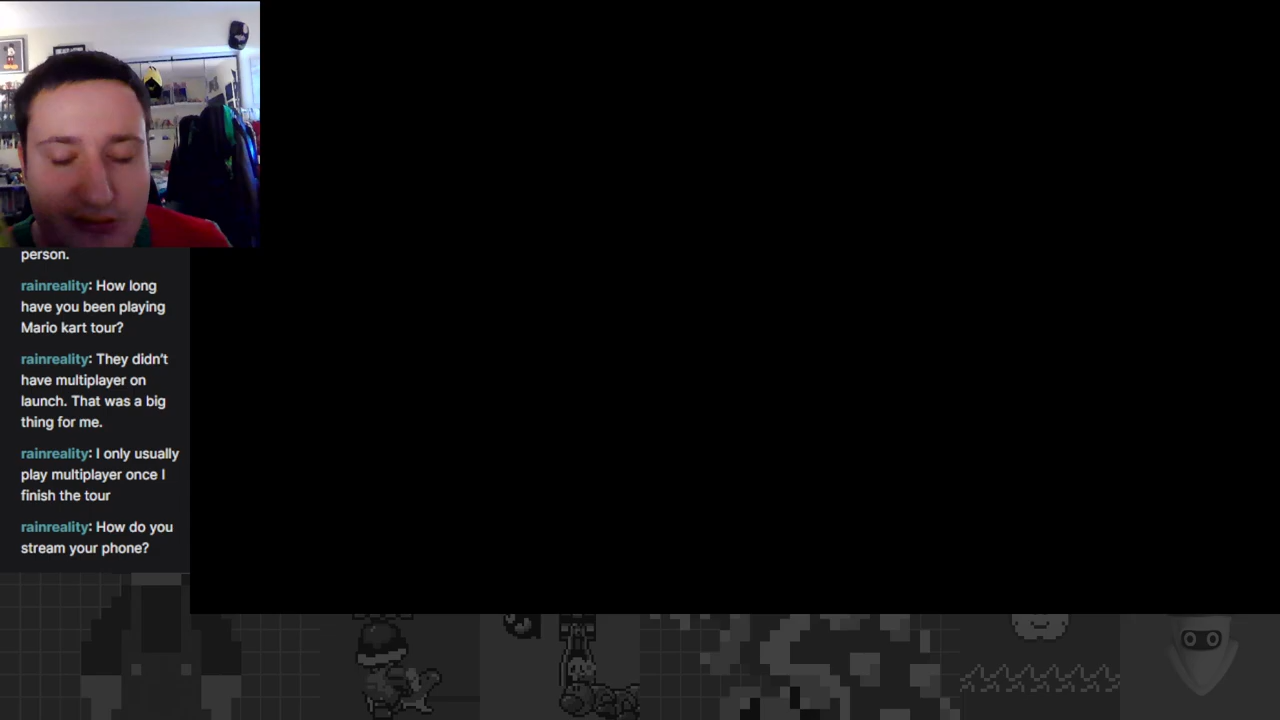 person.
rainreality: How long
have you been playing
Mario kart tour?
rainreality: They didn't
have multiplayer on
launch. That was a big
thing for me.
rainreality: I only usually
play multiplayer once I
finish the tour
rainreality: How do you
stream your phone?